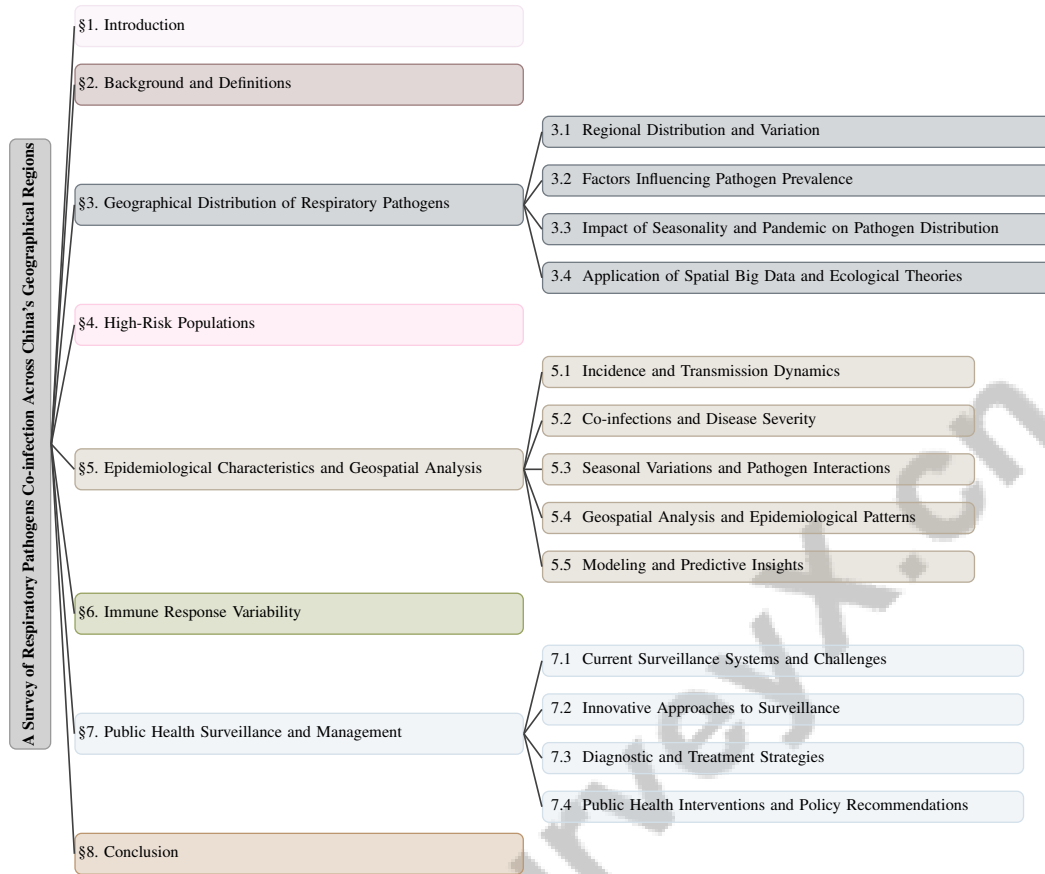 A Survey of Respiratory Pathogens Co-infection Across China's Geographical Regions
§1. Introduction
§2. Background and Definitions
§3. Geographical Distribution of Respiratory Pathogens
3.1 Regional Distribution and Variation
3.2 Factors Influencing Pathogen Prevalence
3.3 Impact of Seasonality and Pandemic on Pathogen Distribution
3.4 Application of Spatial Big Data and Ecological Theories
§4. High-Risk Populations
§5. Epidemiological Characteristics and Geospatial Analysis
5.1 Incidence and Transmission Dynamics
5.2 Co-infections and Disease Severity
5.3 Seasonal Variations and Pathogen Interactions
5.4 Geospatial Analysis and Epidemiological Patterns
5.5 Modeling and Predictive Insights
§6. Immune Response Variability
§7. Public Health Surveillance and Management
7.1 Current Surveillance Systems and Challenges
7.2 Innovative Approaches to Surveillance
7.3 Diagnostic and Treatment Strategies
7.4 Public Health Interventions and Policy Recommendations
§8. Conclusion
urveyx.cn